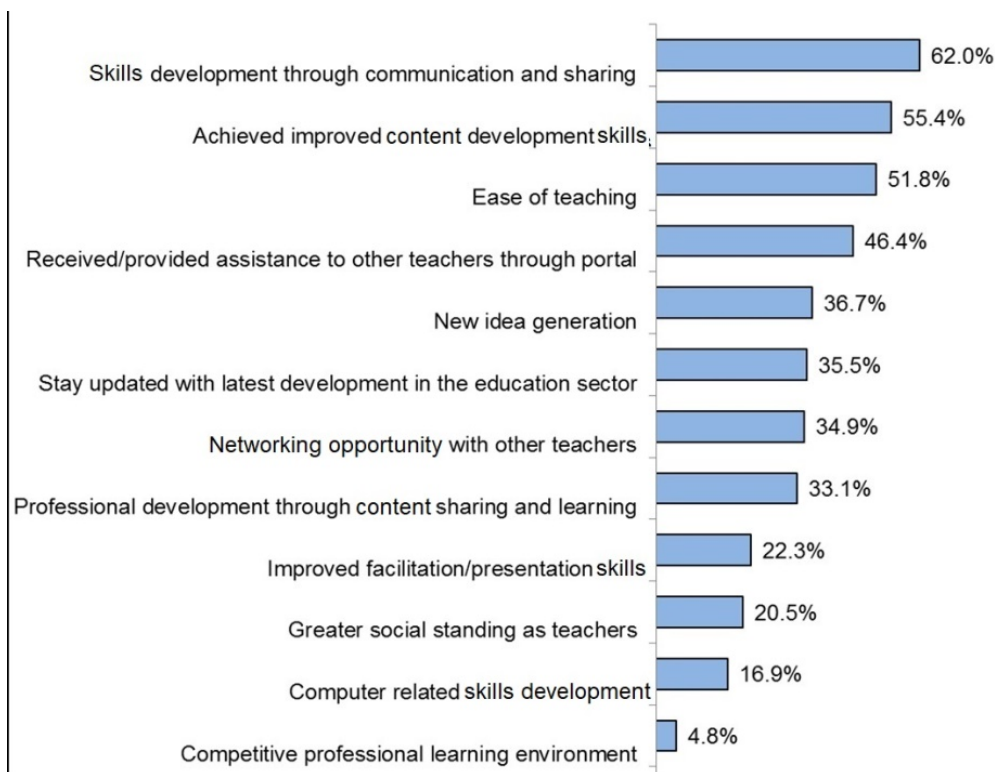 62.0%
Skills development through communication and sharing
55.4%
Achieved improved content development skills
51.8%
Ease of teaching
46.4%
Received/provided assistance to other teachers through portal
36.7%
New idea generation
35.5%
Stay updated with latest development in the education sector
34.9%
Networking opportunity with other teachers
33.1%
Professional development through content sharing and learning
22.3%
Improved facilitation/presentation skills
20.5%
Greater social standing as teachers
16.9%
Computer related skills development
4.8%
Competitive professional learning environment